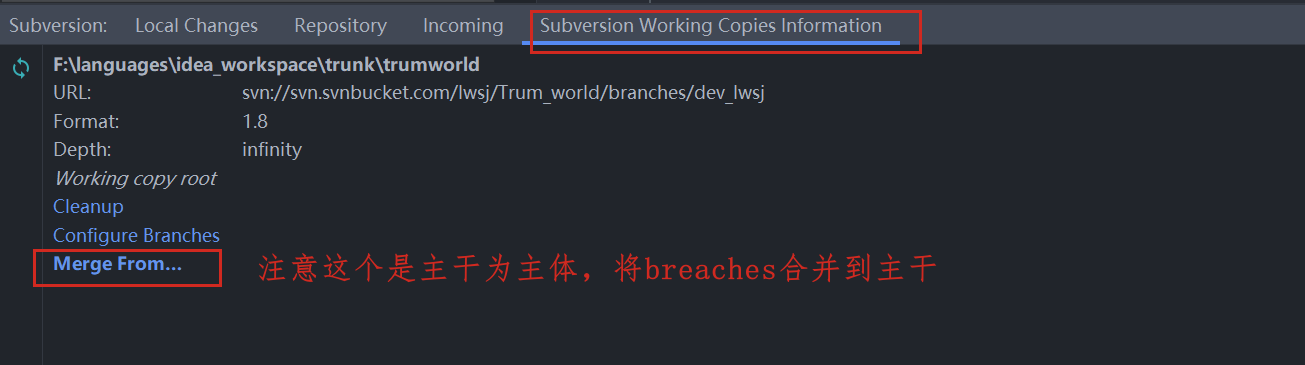 Subversion: Local Changes Repository Incoming Subversion Working Copies Information
F:\languages\idea_workspace\trunk\trumworld
URL: svn://svn.svnbucket.com/lwsj/Trum_world/branches/dev_lwsj
Format: 1.8
Depth: infinity
Working copy root
Cleanup
Configure Branches
Merge From... 注意这个是主干为主体，将breaches合并到主干